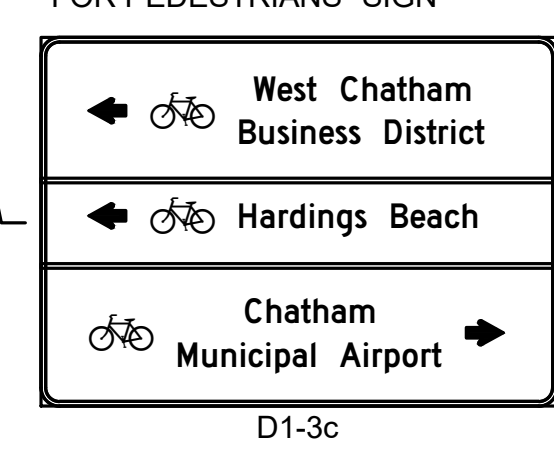 FOR PEDESTRIANS" SIGN
West Chatham
Business District
Hardings Beach
Chatham
Municipal Airport
D1-3c